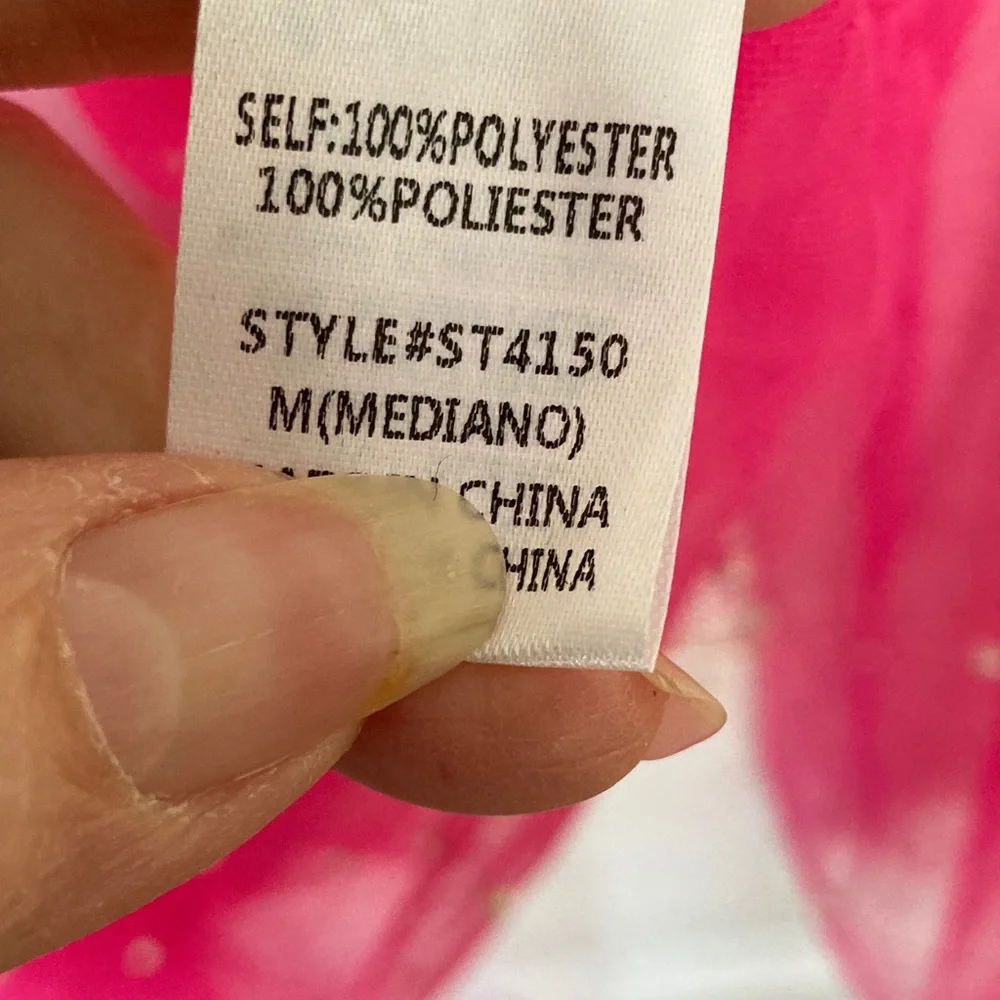 SELF:100%POLYESTER
100%POLIESTER
STYLE#ST4150
M(MEDIANO)
CHINA
CHINA